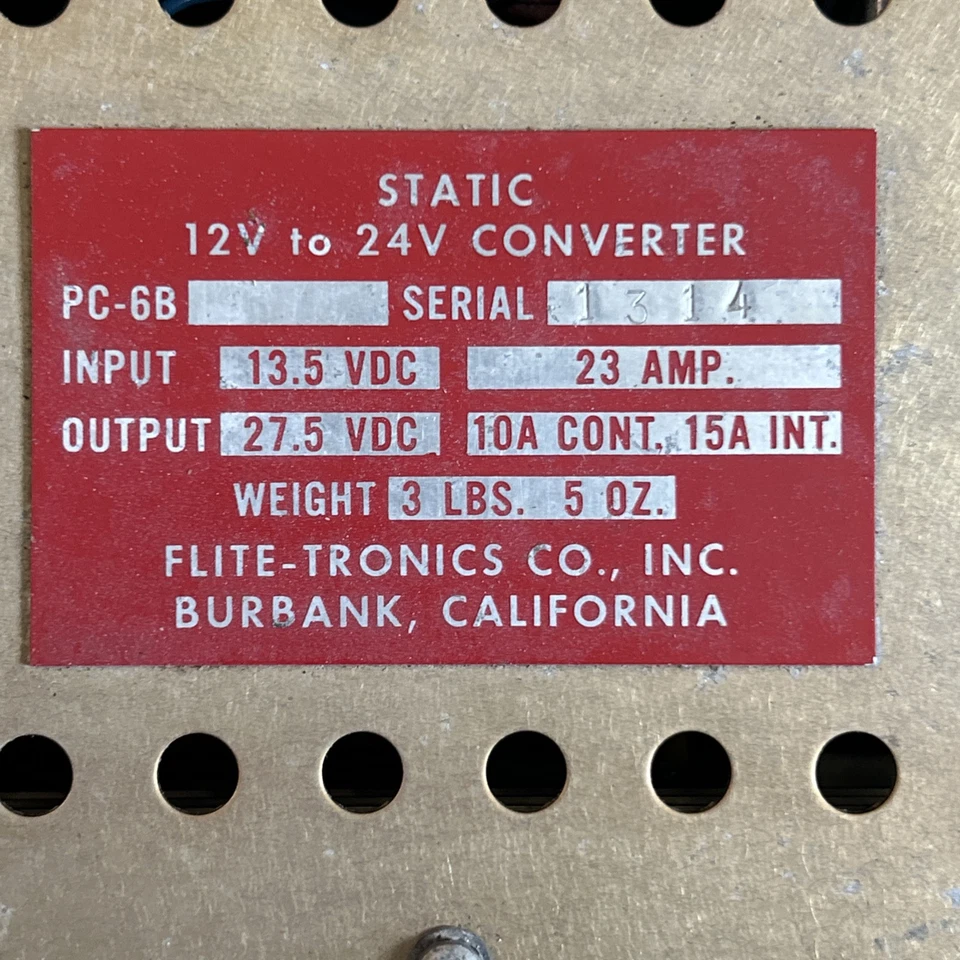 STATIC
12V to 24V CONVERTER
PC-6B SERIAL 1314
INPUT 13.5 VDC 23 AMP.
OUTPUT 27.5 VDC 10A CONT. 15A INT.
WEIGHT 3 LBS. 5 OZ.
FLITE-TRONICS CO., INC.
BURBANK, CALIFORNIA